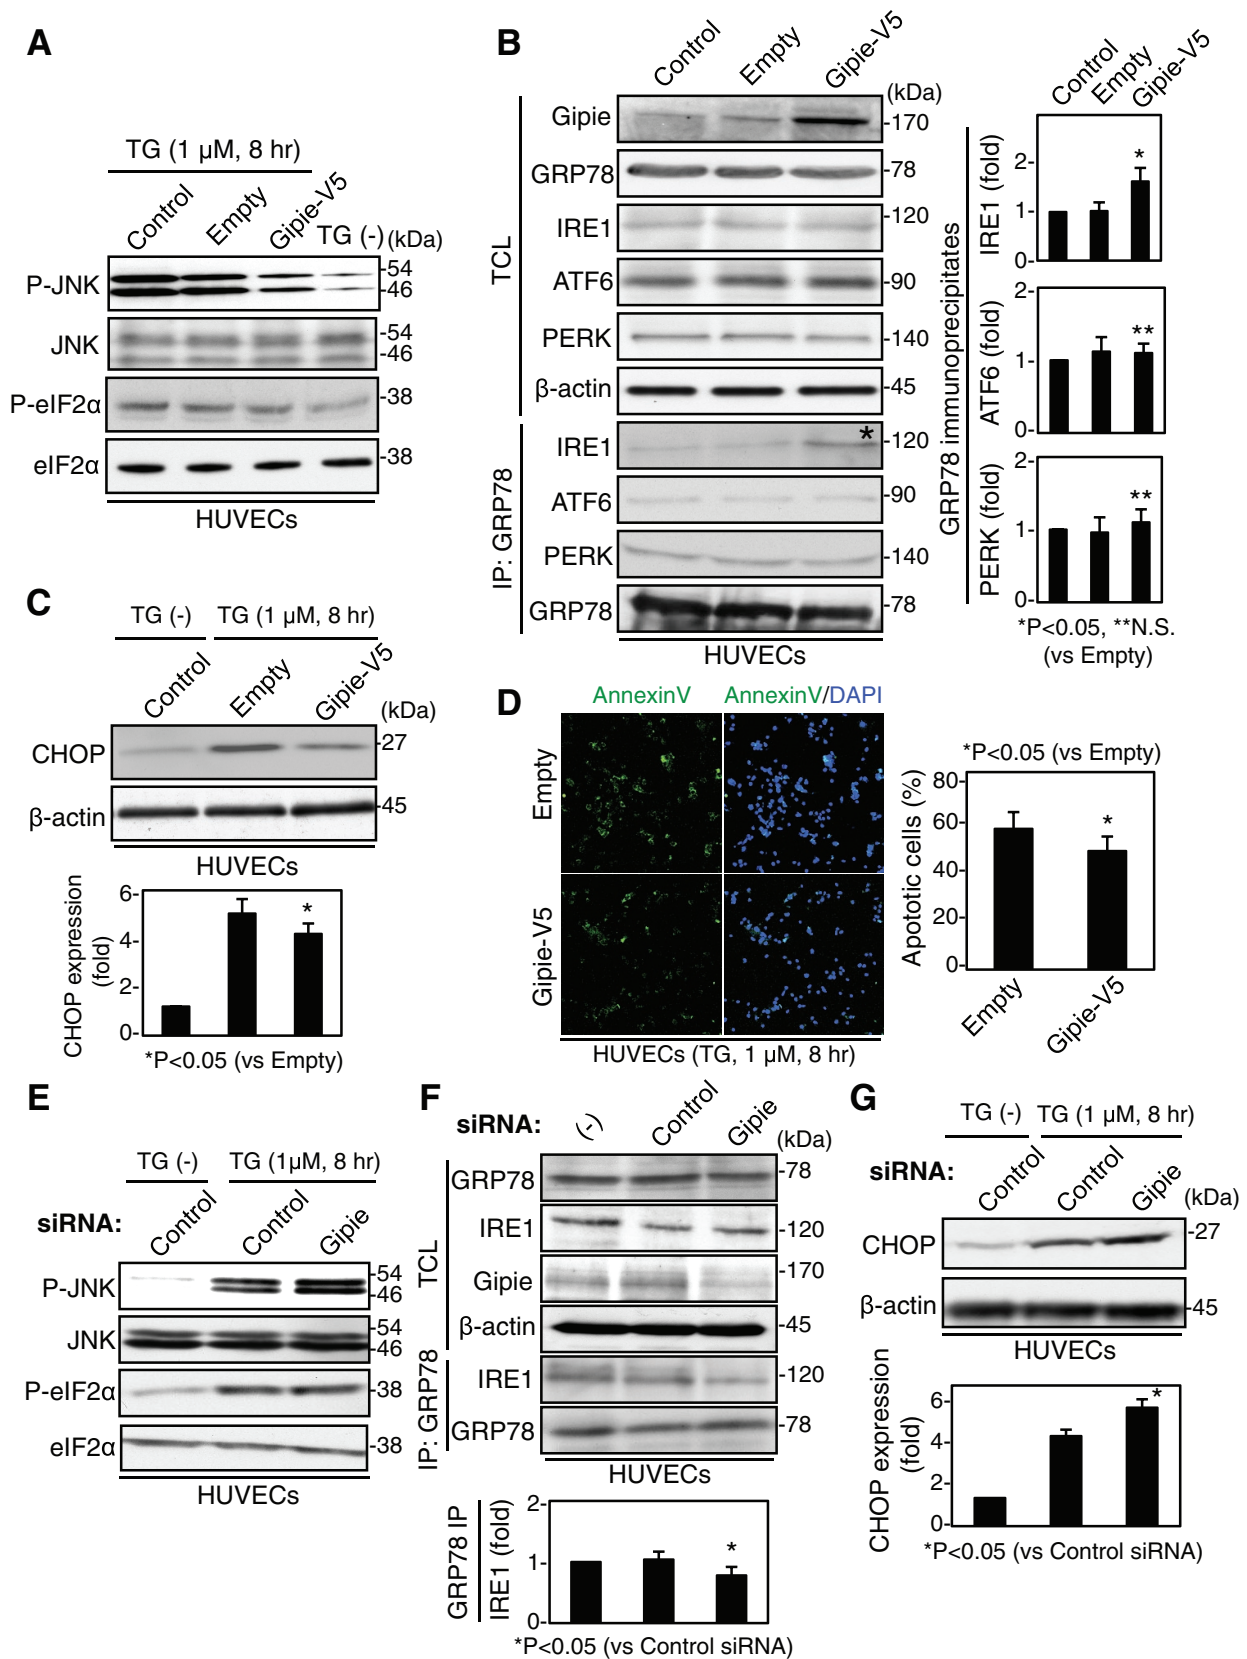 A
TG (1 µM, 8 hr)
Control
Empty
Gipie-V5
TG (-)
(kDa)
P-JNK
-54
-46
JNK
-54
-46
P-eIF2α
-38
eIF2α
-38
HUVECs
B
Control
Empty
Gipie-V5
(kDa)
TCL
Gipie
-170
GRP78
-78
IRE1
-120
ATF6
-90
PERK
-140
β-actin
-45
IP: GRP78
IRE1
*
-120
ATF6
-90
PERK
-140
GRP78
-78
HUVECs
Control
Empty
Gipie-V5
GRP78 immunoprecipitates
IRE1 (fold)
2-
1-
0-
*
ATF6 (fold)
2-
1-
0-
**
PERK (fold)
2-
1-
0-
**
*P<0.05, **N.S.
(vs Empty)
C
TG (-)
TG (1 µM, 8 hr)
Control
Empty
Gipie-V5
(kDa)
CHOP
-27
β-actin
-45
HUVECs
CHOP expression
(fold)
6-
4-
2-
0-
*
*P<0.05 (vs Empty)
D
AnnexinV
AnnexinV/DAPI
Empty
Gipie-V5
HUVECs (TG, 1 µM, 8 hr)
*P<0.05 (vs Empty)
Apototic cells (%)
80-
60-
40-
20-
0-
*
Empty
Gipie-V5
E
TG (-)
TG (1µM, 8 hr)
siRNA:
Control
Control
Gipie
P-JNK
-54
-46
JNK
-54
-46
P-eIF2α
-38
eIF2α
-38
HUVECs
F
siRNA:
(-)
Control
Gipie
(kDa)
TCL
GRP78
-78
IRE1
-120
Gipie
-170
β-actin
-45
IP: GRP78
IRE1
-120
GRP78
-78
HUVECs
GRP78 IP
IRE1 (fold)
2-
1-
0-
*
*P<0.05 (vs Control siRNA)
G
TG (-)
TG (1 µM, 8 hr)
siRNA:
Control
Control
Gipie
(kDa)
CHOP
-27
β-actin
-45
HUVECs
CHOP expression
(fold)
6-
4-
2-
0-
*
*P<0.05 (vs Control siRNA)